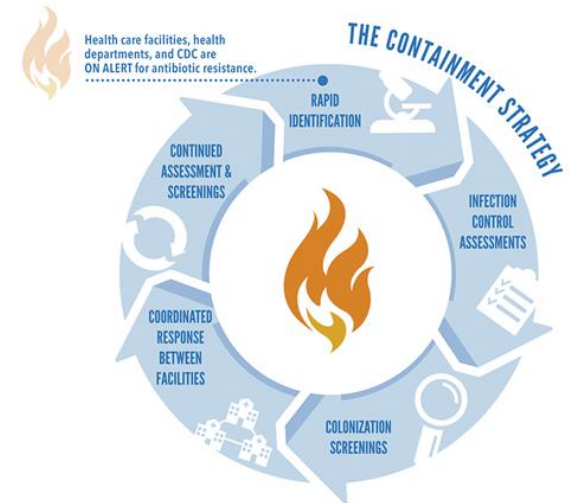 Health care facilities, health
departments, and CDC are
ON ALERT for antibiotic resistance.
THE CONTAINMENT STRATEGY
RAPID
IDENTIFICATION
INFECTION
CONTROL
ASSESSMENTS
COLONIZATION
SCREENINGS
COORDINATED
RESPONSE
BETWEEN
FACILITIES
CONTINUED
ASSESSMENT &
SCREENINGS